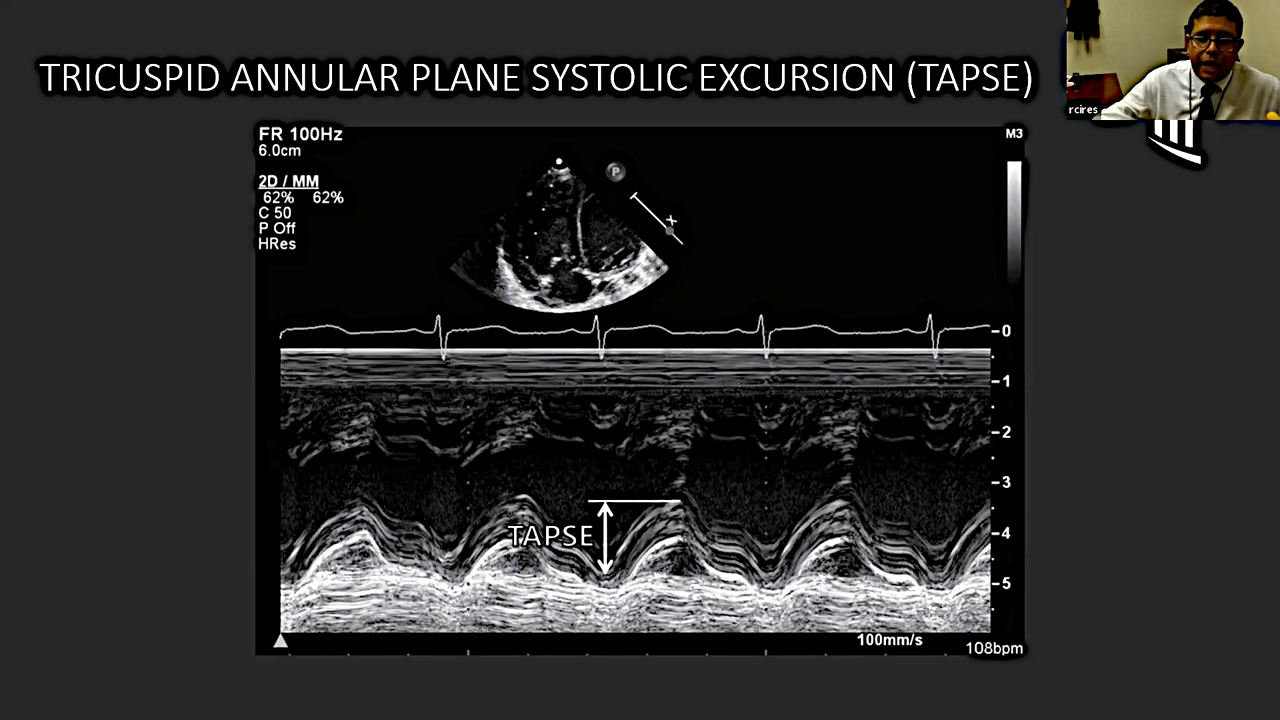 TRICUSPID ANNULAR PLANE SYSTOLIC EXCURSION (TAPSE)
rcires
FR 100Hz
6.0cm
M3
2D / MM
62% 62%
C 50
P Off
HRes
P
x
0
1
2
3
TAPSE
4
5
100mm/s
108bpm